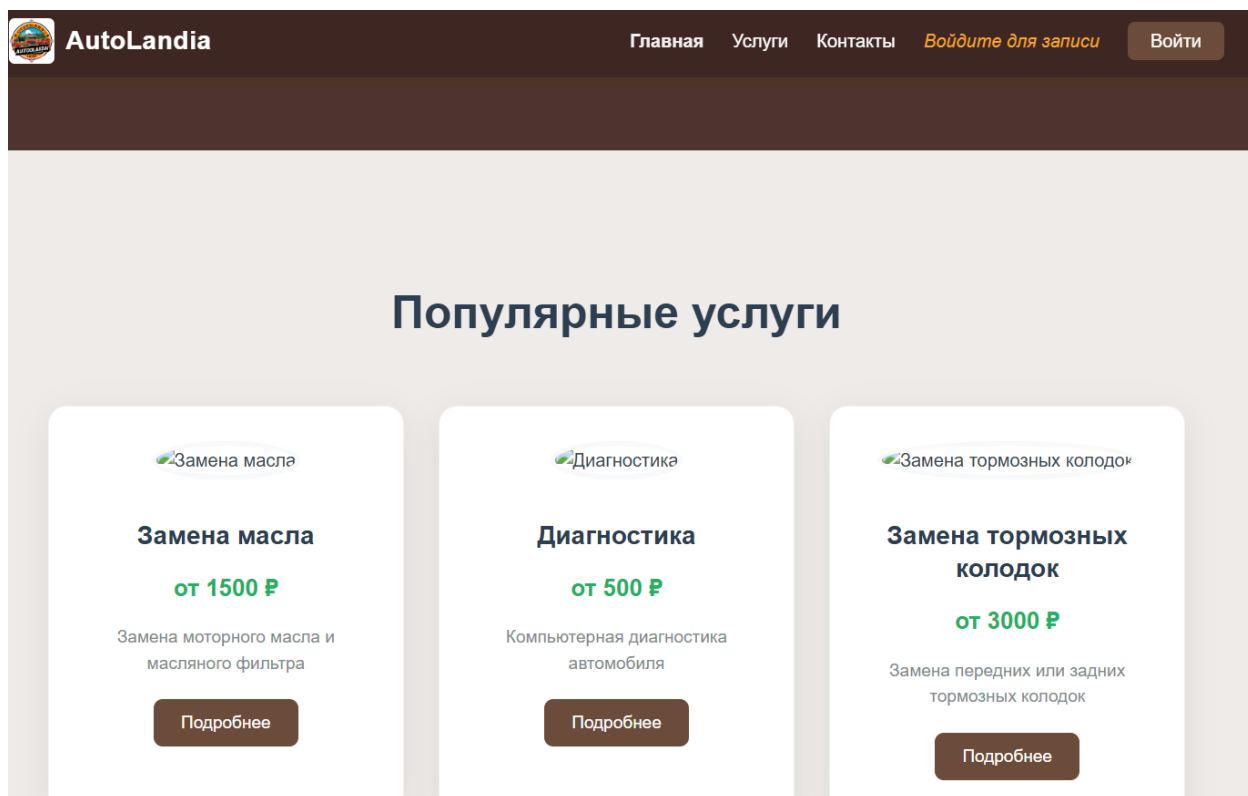 AutoLandia
Главная Услуги Контакты Войдите для записи Войти
Популярные услуги
Замена масла
Диагностика
Замена тормозных колодок
Замена масла
от 1500 ₽
Замена моторного масла и
масляного фильтра
Подробнее
Диагностика
от 500 ₽
Компьютерная диагностика
автомобиля
Подробнее
Замена тормозных
колодок
от 3000 ₽
Замена передних или задних
тормозных колодок
Подробнее